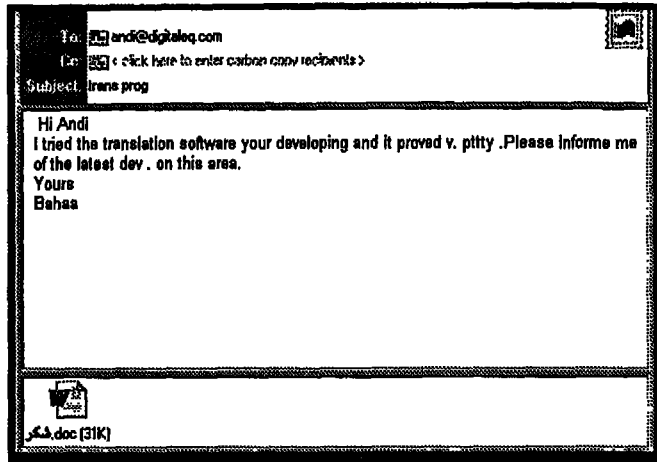 To: andi@digitaleq.com
Cc: < click here to enter carbon copy recipients >
Subject: trans prog
Hi Andi
I tried the translation software your developing and it proved v. ptity .Please informe me
of the latest dev . on this area.
Yours
Bahaa
شكر.doc (31K)